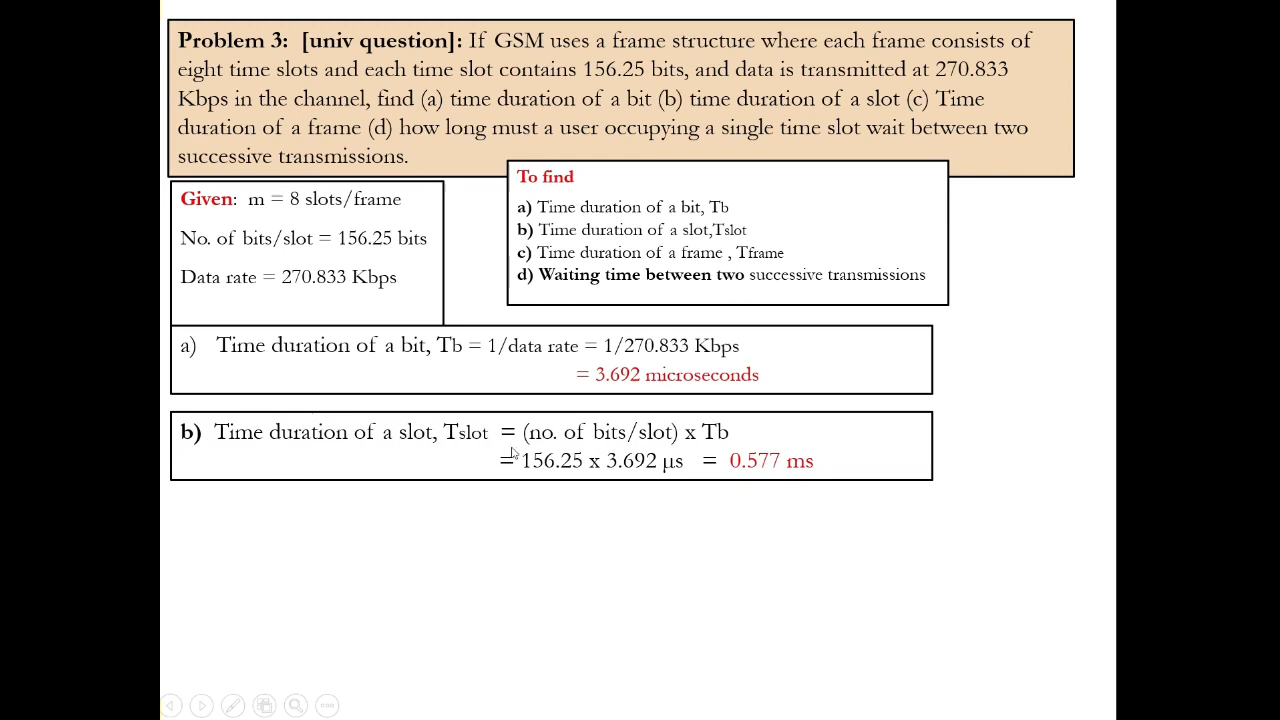 Problem 3: [univ question]: If GSM uses a frame structure where each frame consists of
eight time slots and each time slot contains 156.25 bits, and data is transmitted at 270.833
Kbps in the channel, find (a) time duration of a bit (b) time duration of a slot (c) Time
duration of a frame (d) how long must a user occupying a single time slot wait between two
successive transmissions.
Given: m = 8 slots/frame
No. of bits/slot = 156.25 bits
Data rate = 270.833 Kbps
To find
a) Time duration of a bit, Tb
b) Time duration of a slot,Tslot
c) Time duration of a frame , Tframe
d) Waiting time between two successive transmissions
a) Time duration of a bit, Tb = 1/data rate = 1/270.833 Kbps
= 3.692 microseconds
b) Time duration of a slot, Tslot = (no. of bits/slot) x Tb
= 156.25 x 3.692 μs = 0.577 ms